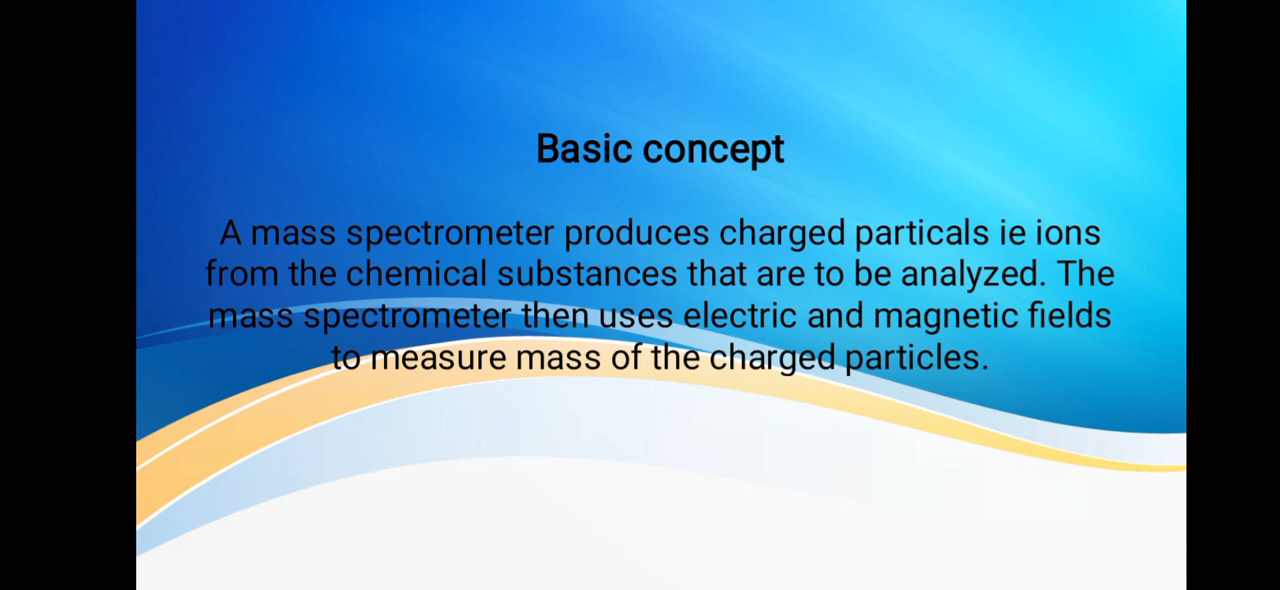 Basic concept
A mass spectrometer produces charged particals ie ions
from the chemical substances that are to be analyzed. The
mass spectrometer then uses electric and magnetic fields
to measure mass of the charged particles.